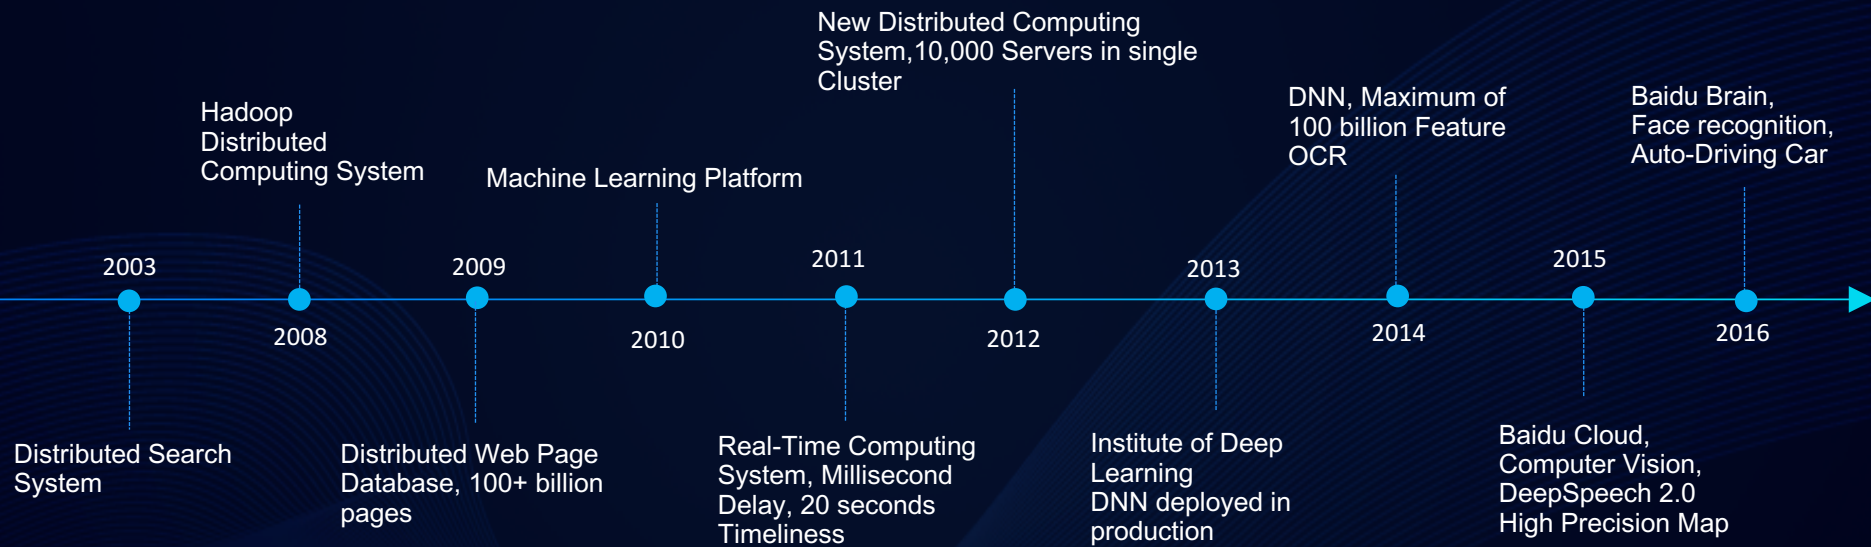 2003
Distributed Search
System
Hadoop
Distributed
Computing System
2008
2009
Distributed Web Page
Database, 100+ billion
pages
Machine Learning Platform
2010
2011
Real-Time Computing
System, Millisecond
Delay, 20 seconds
Timeliness
New Distributed Computing
System,10,000 Servers in single
Cluster
2012
2013
Institute of Deep
Learning
DNN deployed in
production
DNN, Maximum of
100 billion Feature
OCR
2014
2015
Baidu Cloud,
Computer Vision,
DeepSpeech 2.0
High Precision Map
Baidu Brain,
Face recognition,
Auto-Driving Car
2016